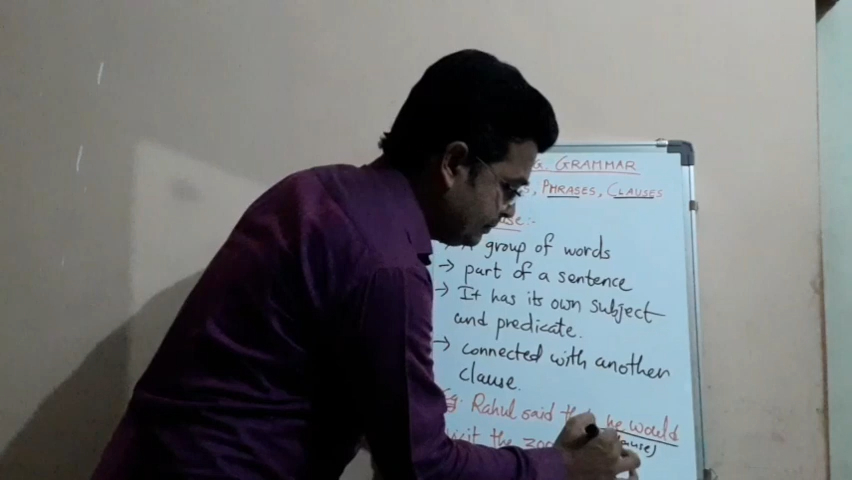 G. GRAMMAR
PHRASES, CLAUSES
→ A group of words
→ part of a sentence
→ It has its own subject
and predicate.
→ connected with another
clause.
Eg. Rahul said that he would
visit the zoo